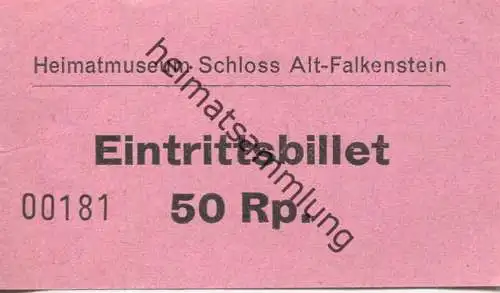 Heimatmuseum Schloss Alt-Falkenstein
Eintrittsbillet
00181 50 Rp.
heimatsammlung